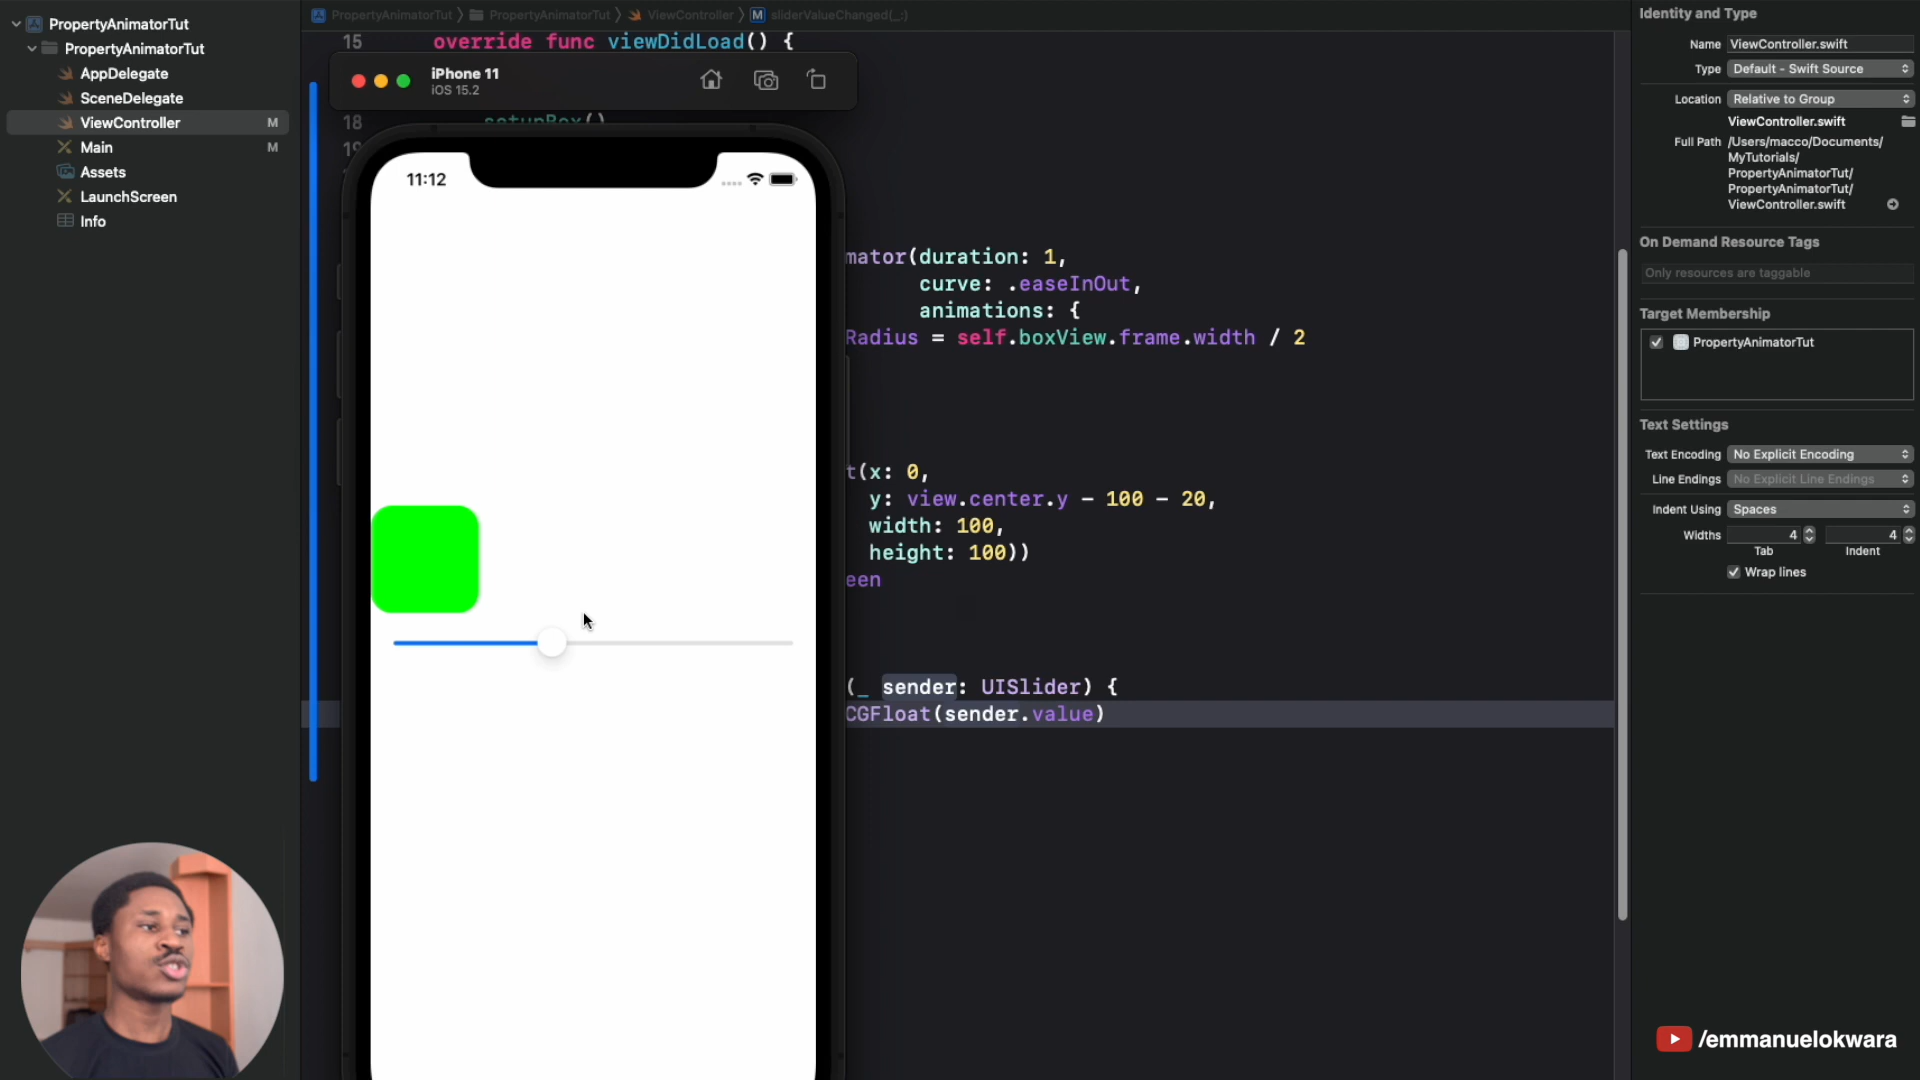 PropertyAnimatorTut
PropertyAnimatorTut
AppDelegate
SceneDelegate
ViewController M
Main M
Assets
LaunchScreen
Info
PropertyAnimatorTut PropertyAnimatorTut ViewController M sliderValueChanged(_:)
15 override func viewDidLoad() {
iPhone 11
iOS 15.2
18 setupBox()
19
11:12
mator(duration: 1,
curve: .easeInOut,
animations: {
Radius = self.boxView.frame.width / 2
t(x: 0,
y: view.center.y - 100 - 20,
width: 100,
height: 100))
een
(_ sender: UISlider) {
CGFloat(sender.value)
Identity and Type
Name ViewController.swift
Type Default - Swift Source
Location Relative to Group
ViewController.swift
Full Path /Users/macco/Documents/
MyTutorials/
PropertyAnimatorTut/
PropertyAnimatorTut/
ViewController.swift
On Demand Resource Tags
Only resources are taggable
Target Membership
PropertyAnimatorTut
Text Settings
Text Encoding No Explicit Encoding
Line Endings No Explicit Line Endings
Indent Using Spaces
Widths 4 4
Tab Indent
Wrap lines
/emmanuelokwara